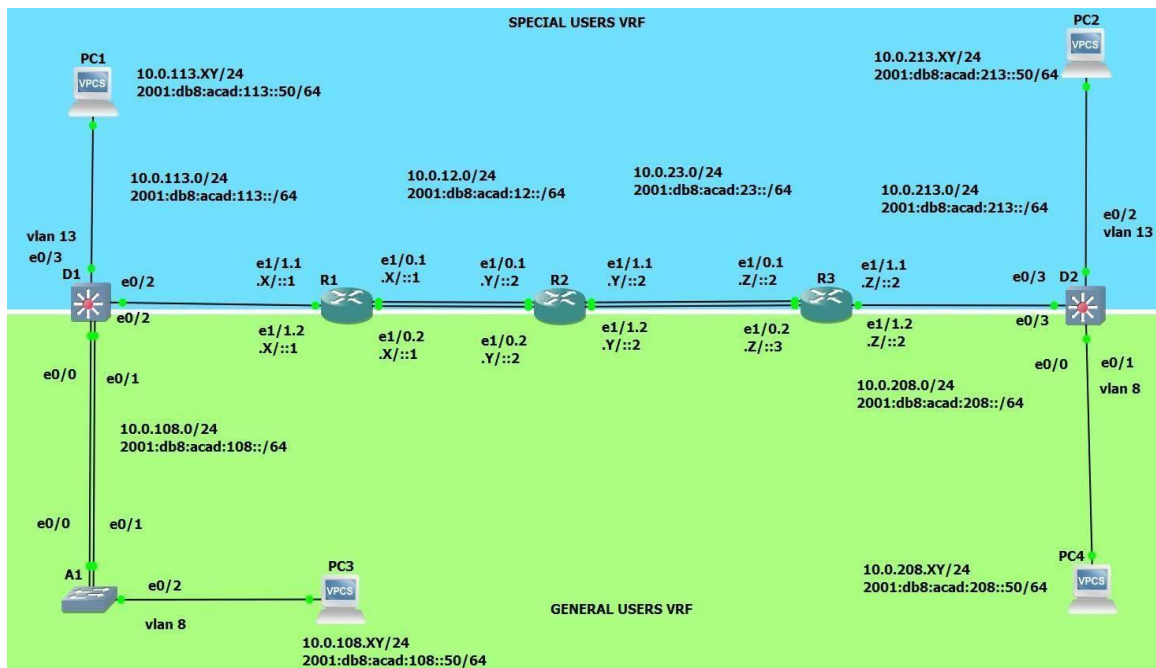 SPECIAL USERS VRF
PC1
VPCS
10.0.113.XY/24
2001:db8:acad:113::50/64
PC2
VPCS
10.0.213.XY/24
2001:db8:acad:213::50/64
10.0.113.0/24
2001:db8:acad:113::/64
10.0.12.0/24
2001:db8:acad:12::/64
10.0.23.0/24
2001:db8:acad:23::/64
10.0.213.0/24
2001:db8:acad:213::/64
vlan 13
e0/3
D1
e0/2
e0/2
e1/1.1
.X/::1
R1
e1/0.1
.X/::1
e1/0.1
.Y/::2
R2
e1/1.1
.Y/::2
e1/0.1
.Z/::2
R3
e1/1.1
.Z/::2
e0/2
vlan 13
e0/3
D2
e0/3
e1/1.2
.X/::1
e1/0.2
.X/::1
e1/0.2
.Y/::2
e1/1.2
.Y/::2
e1/0.2
.Z/::3
e1/1.2
.Z/::2
e0/0
e0/1
vlan 8
e0/0
e0/1
10.0.208.0/24
2001:db8:acad:208::/64
10.0.108.0/24
2001:db8:acad:108::/64
e0/0
e0/1
A1
e0/2
vlan 8
PC3
VPCS
10.0.108.XY/24
2001:db8:acad:108::50/64
GENERAL USERS VRF
PC4
VPCS
10.0.208.XY/24
2001:db8:acad:208::50/64